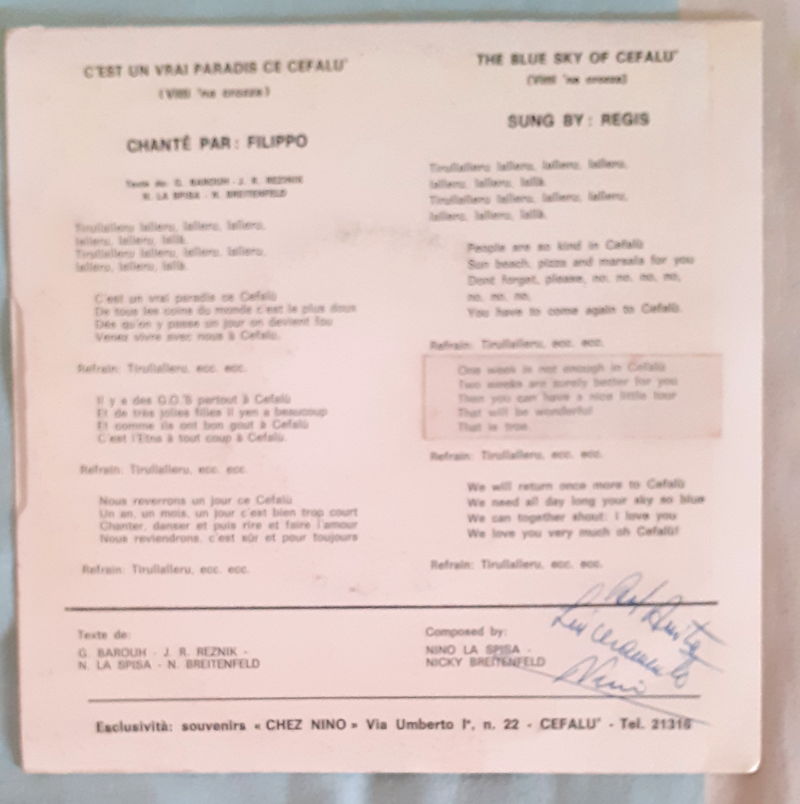 C'EST UN VRAI PARADIS CE CEFALU'
(Vitti 'na crozza)
CHANTÉ PAR: FILIPPO
Texte de: G. BAROUH - J. R. REZNIK
N. LA SPISA - N. BREITENFELD
Tirullalleru lalleru, lalleru, lalleru,
lalleru, lalleru, lallà.
Tirullalleru lalleru, lalleru, lalleru,
lalleru, lalleru, lallà.
C'est un vrai paradis ce Cefalù
De tous les coins du monde c'est le plus doux
Dès qu'on y passe un jour on devient fou
Venez vivre avec nous à Cefalù.
Refrain: Tirullalleru, ecc. ecc.
Il y a des G.O.'S partout à Cefalù
Et de très jolies filles il yen a beaucoup
Et comme ils ont bon gout à Cefalù
C'est l'Etna à tout coup à Cefalù.
Refrain: Tirullalleru, ecc. ecc.
Nous reverrons un jour ce Cefalù
Un an, un mois, un jour c'est bien trop court
Chanter, danser et puis rire et faire l'amour
Nous reviendrons, c'est sûr et pour toujours
Refrain: Tirullalleru, ecc. ecc.
THE BLUE SKY OF CEFALU'
(Vitti 'na crozza)
SUNG BY: REGIS
Tirullalleru lalleru, lalleru, lalleru,
lalleru, lalleru, lallà.
Tirullalleru lalleru, lalleru, lalleru,
lalleru, lalleru, lallà.
People are so kind in Cefalù
Sun beach, pizza and marsala for you
Dont forget, please, no, no, no, no,
no, no, no,
You have to come again to Cefalù.
Refrain: Tirullalleru, ecc. ecc.
One week is not enough in Cefalù
Two weeks are surely better for you
Then you can have a nice little tour
That will be wonderful
That is true.
Refrain: Tirullalleru, ecc. ecc.
We will return once more to Cefalù
We need all day long your sky so blue
We can together shout: I love you
We love you very much oh Cefalù!
Refrain: Tirullalleru, ecc. ecc.
Texte de:
G. BAROUH - J. R. REZNIK -
N. LA SPISA - N. BREITENFELD
Composed by:
NINO LA SPISA -
NICKY BREITENFELD
Sinceramente
Nino
Esclusività: souvenirs « CHEZ NINO » Via Umberto I°, n. 22 - CEFALU' - Tel. 21316